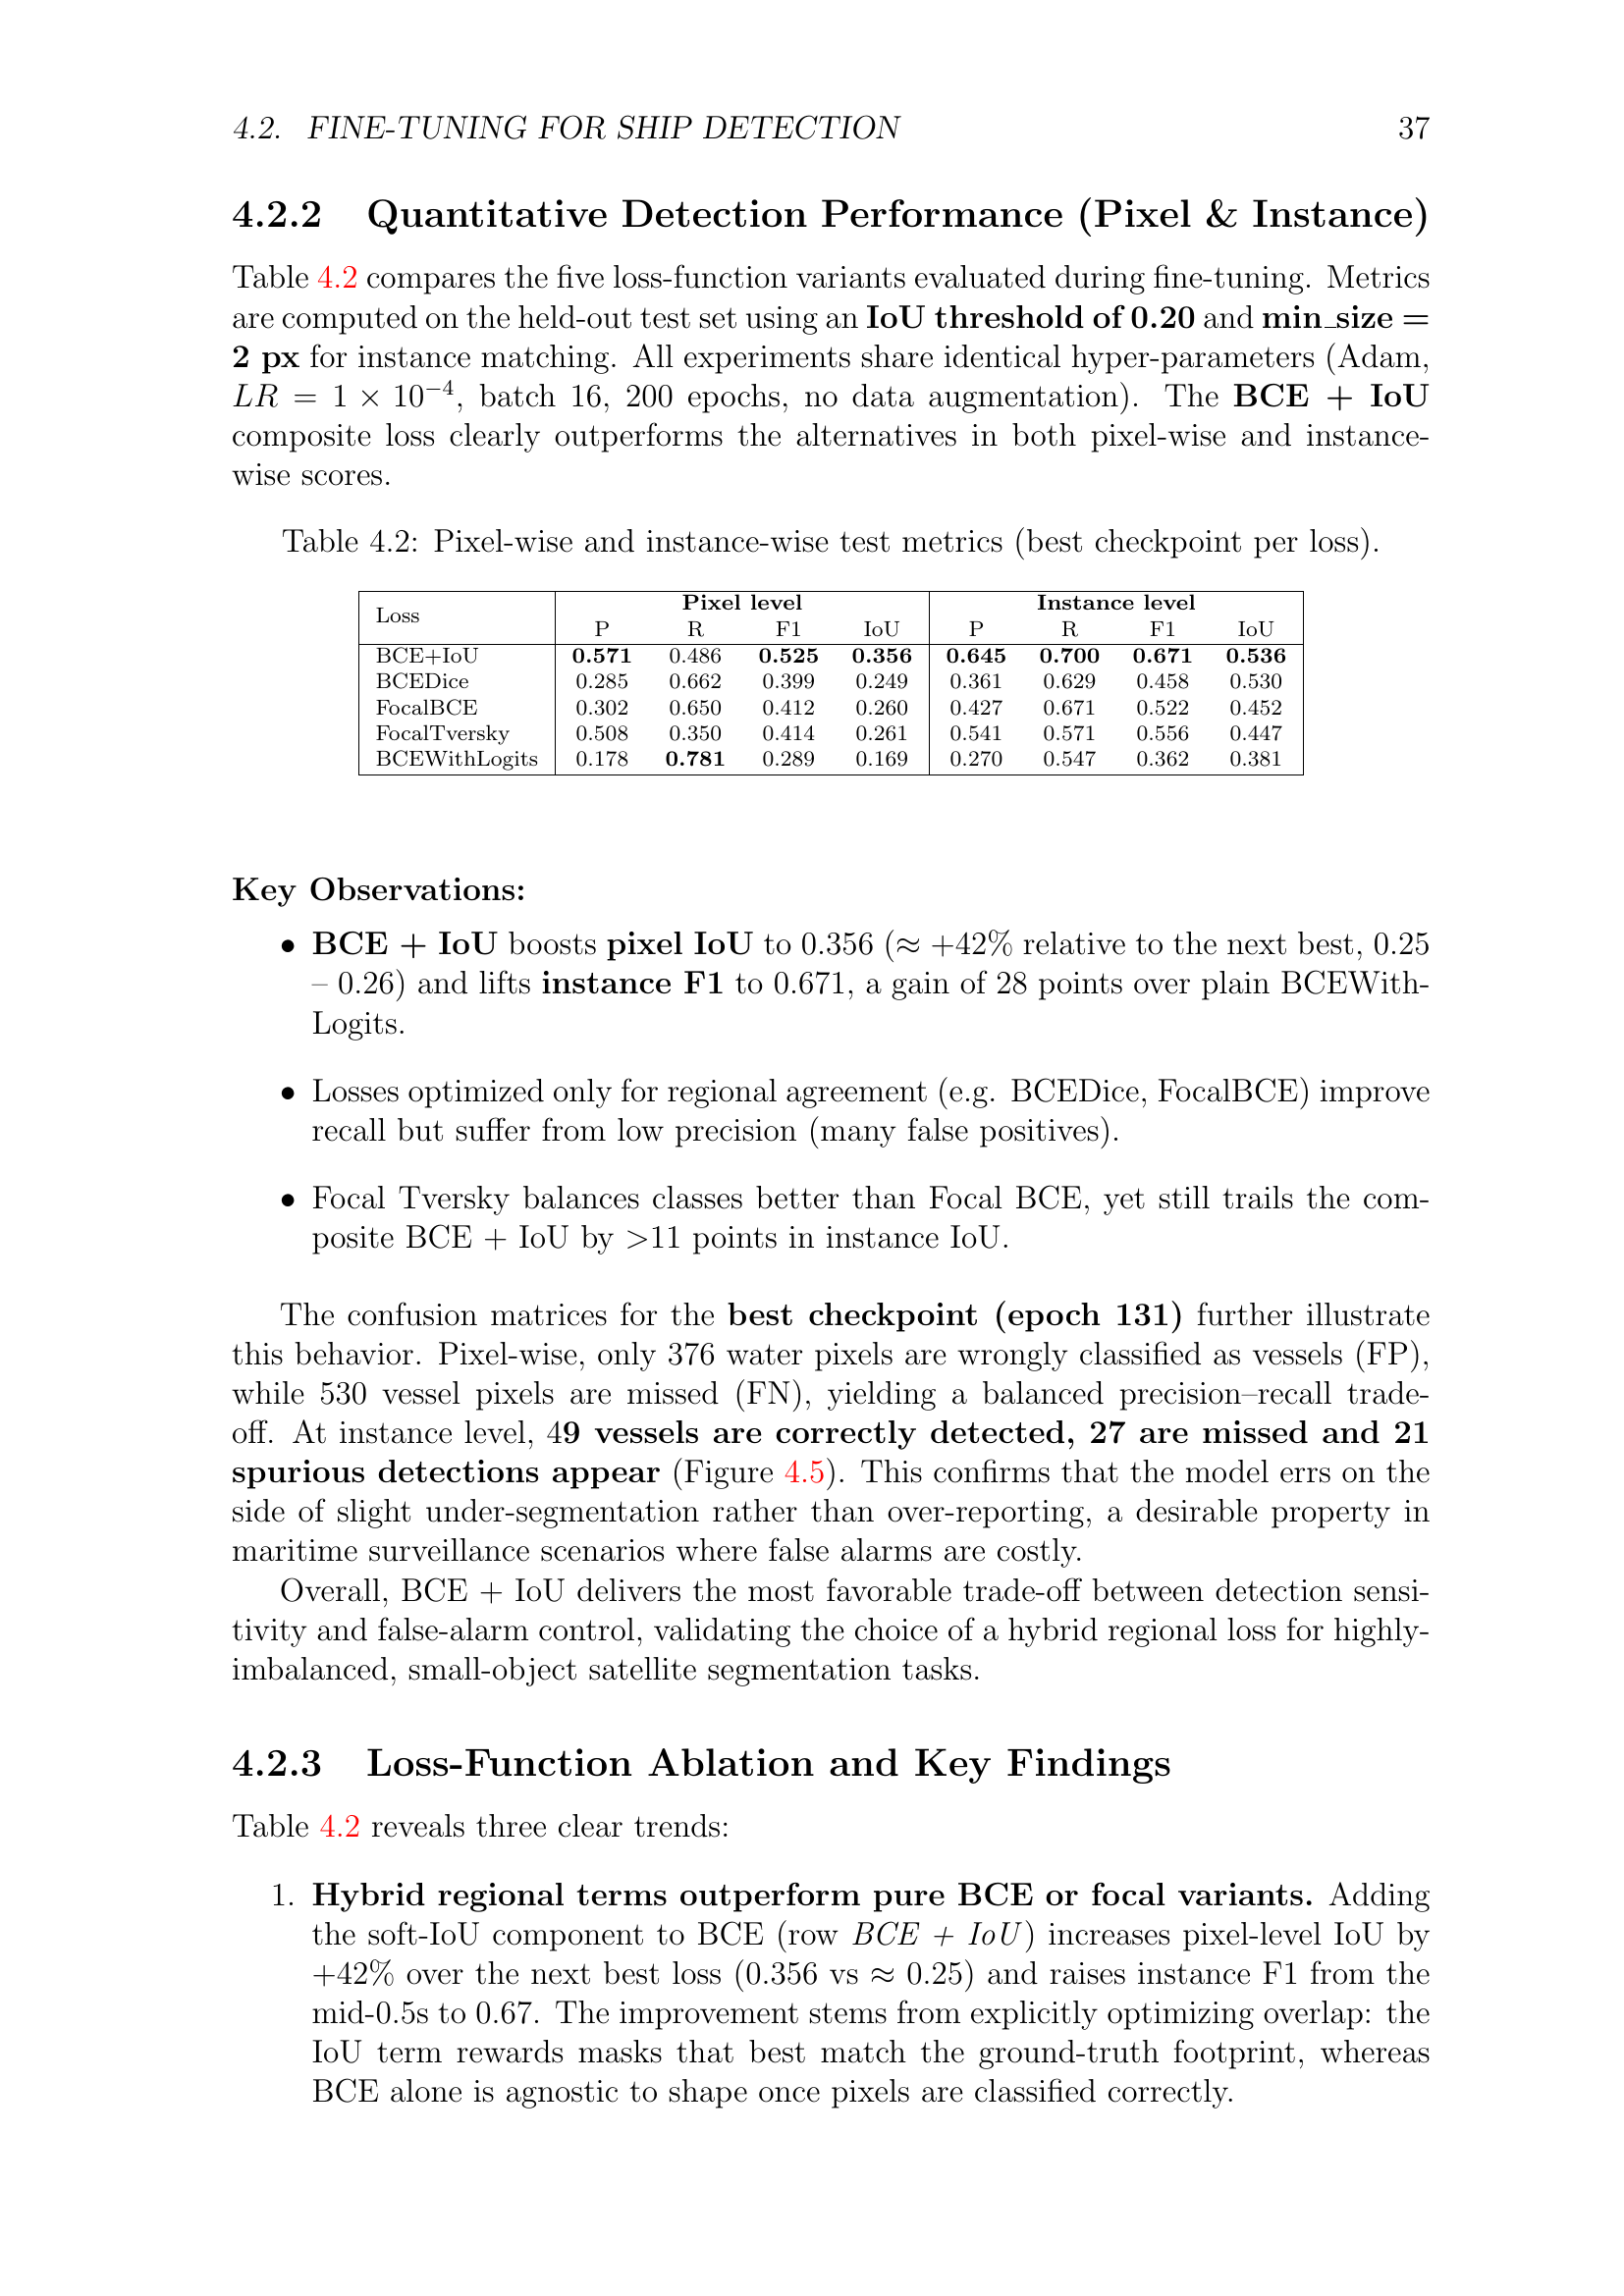 4.2. FINE-TUNING FOR SHIP DETECTION 37
4.2.2 Quantitative Detection Performance (Pixel & Instance)
Table 4.2 compares the five loss-function variants evaluated during fine-tuning. Metrics
are computed on the held-out test set using an IoU threshold of 0.20 and min_size =
2 px for instance matching. All experiments share identical hyper-parameters (Adam,
LR = 1 × 10⁻⁴, batch 16, 200 epochs, no data augmentation). The BCE + IoU
composite loss clearly outperforms the alternatives in both pixel-wise and instance-
wise scores.
Table 4.2: Pixel-wise and instance-wise test metrics (best checkpoint per loss).
Loss Pixel level Instance level
P R F1 IoU P R F1 IoU
BCE+IoU 0.571 0.486 0.525 0.356 0.645 0.700 0.671 0.536
BCEDice 0.285 0.662 0.399 0.249 0.361 0.629 0.458 0.530
FocalBCE 0.302 0.650 0.412 0.260 0.427 0.671 0.522 0.452
FocalTversky 0.508 0.350 0.414 0.261 0.541 0.571 0.556 0.447
BCEWithLogits 0.178 0.781 0.289 0.169 0.270 0.547 0.362 0.381
Key Observations:
• BCE + IoU boosts pixel IoU to 0.356 (≈ +42% relative to the next best, 0.25
– 0.26) and lifts instance F1 to 0.671, a gain of 28 points over plain BCEWith-
Logits.
• Losses optimized only for regional agreement (e.g. BCEDice, FocalBCE) improve
recall but suffer from low precision (many false positives).
• Focal Tversky balances classes better than Focal BCE, yet still trails the com-
posite BCE + IoU by >11 points in instance IoU.
The confusion matrices for the best checkpoint (epoch 131) further illustrate
this behavior. Pixel-wise, only 376 water pixels are wrongly classified as vessels (FP),
while 530 vessel pixels are missed (FN), yielding a balanced precision–recall trade-
off. At instance level, 49 vessels are correctly detected, 27 are missed and 21
spurious detections appear (Figure 4.5). This confirms that the model errs on the
side of slight under-segmentation rather than over-reporting, a desirable property in
maritime surveillance scenarios where false alarms are costly.
Overall, BCE + IoU delivers the most favorable trade-off between detection sensi-
tivity and false-alarm control, validating the choice of a hybrid regional loss for highly-
imbalanced, small-object satellite segmentation tasks.
4.2.3 Loss-Function Ablation and Key Findings
Table 4.2 reveals three clear trends:
1. Hybrid regional terms outperform pure BCE or focal variants. Adding
the soft-IoU component to BCE (row BCE + IoU) increases pixel-level IoU by
+42% over the next best loss (0.356 vs ≈ 0.25) and raises instance F1 from the
mid-0.5s to 0.67. The improvement stems from explicitly optimizing overlap: the
IoU term rewards masks that best match the ground-truth footprint, whereas
BCE alone is agnostic to shape once pixels are classified correctly.